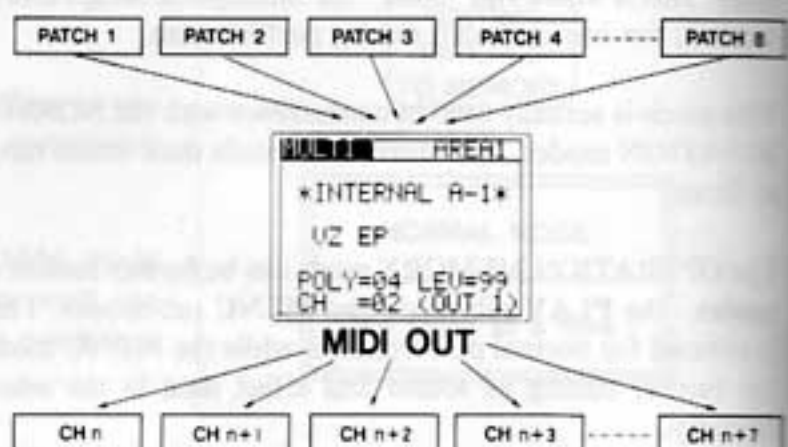 PATCH 1 PATCH 2 PATCH 3 PATCH 4 PATCH 8
AREA1
*INTERNAL A-1*
VZ EP
POLY=04 LEV=99
CH =02 (OUT 1)
MIDI OUT
CH n CH n+1 CH n+2 CH n+3 CH n+7